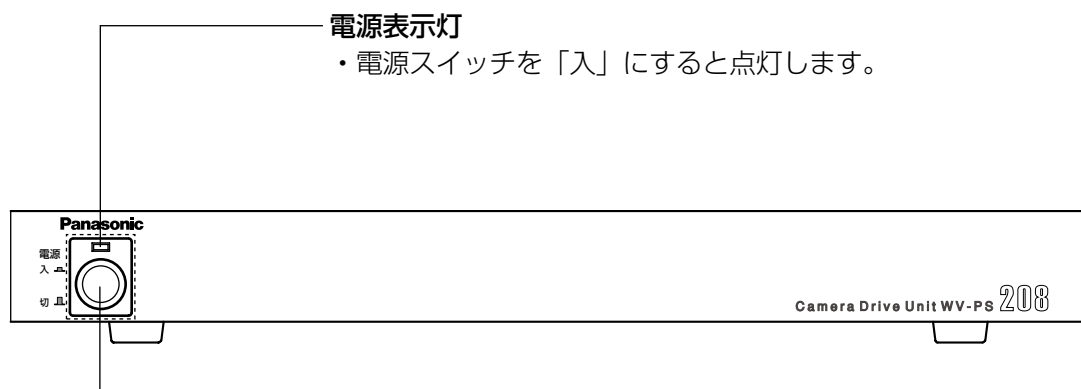 電源表示灯
・電源スイッチを「入」にすると点灯します。
Panasonic
電源
入
切
Camera Drive Unit WV-PS 208